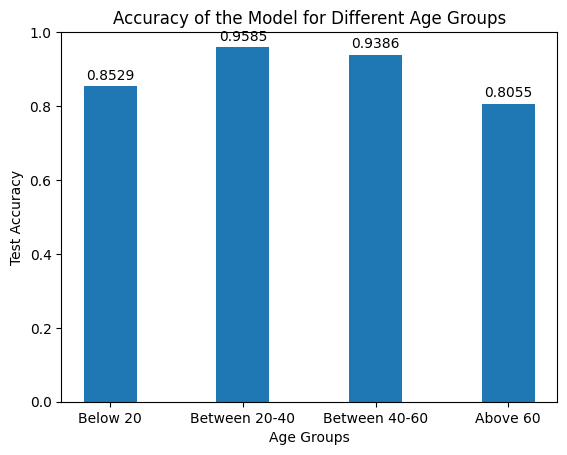 Accuracy of the Model for Different Age Groups
Test Accuracy
1.0
0.8
0.6
0.4
0.2
0.0
0.8529
0.9585
0.9386
0.8055
Below 20
Between 20-40
Between 40-60
Above 60
Age Groups